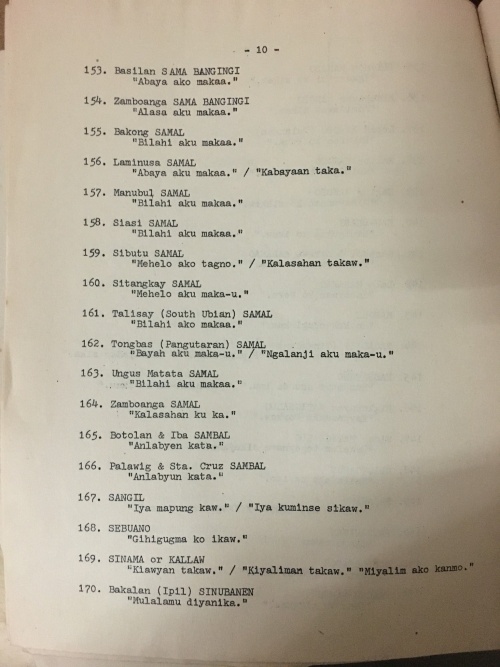 - 10 -
153. Basilan SAMA BANGINGI
"Abaya ako makaa."
154. Zamboanga SAMA BANGINGI
"Alasa aku makaa."
155. Bakong SAMAL
"Bilahi aku makaa."
156. Laminusa SAMAL
"Abaya aku makaa." / "Kabayaan taka."
157. Manubul SAMAL
"Bilahi aku makaa."
158. Siasi SAMAL
"Bilahi aku makaa."
159. Sibutu SAMAL
"Mehelo ako tagno." / "Kalasahan takaw."
160. Sitangkay SAMAL
"Mehelo aku maka-u."
161. Talisay (South Ubian) SAMAL
"Bilahi ako makaa."
162. Tongbas (Pangutaran) SAMAL
"Bayah aku maka-u." / "Ngalanji aku maka-u."
163. Ungus Matata SAMAL
"Bilahi aku makaa."
164. Zamboanga SAMAL
"Kalasahan ku ka."
165. Botolan & Iba SAMBAL
"Anlabyen kata."
166. Palawig & Sta. Cruz SAMBAL
"Anlabyun kata."
167. SANGIL
"Iya mapung kaw." / "Iya kuminse sikaw."
168. SEBUANO
"Gihigugma ko ikaw."
169. SINAMA or KALLAW
"Kiawyan takaw." / "Kiyaliman takaw." "Miyalim ako kanmo."
170. Bakalan (Ipil) SINUBANEN
"Mulalamu diyanika."